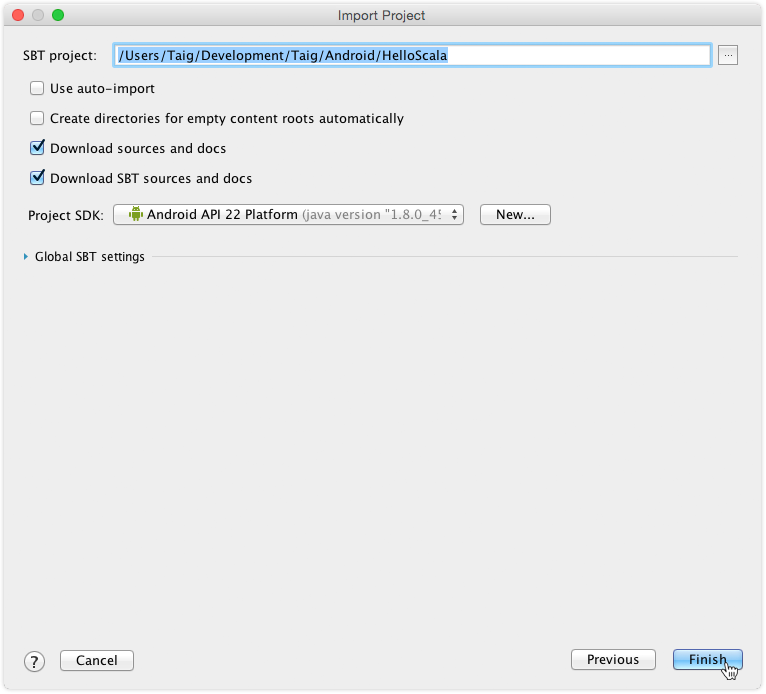 Import Project
SBT project: /Users/Taig/Development/Taig/Android/HelloScala ...
Use auto-import
Create directories for empty content roots automatically
Download sources and docs
Download SBT sources and docs
Project SDK: Android API 22 Platform (java version "1.8.0_45 New...
Global SBT settings
? Cancel Previous Finish